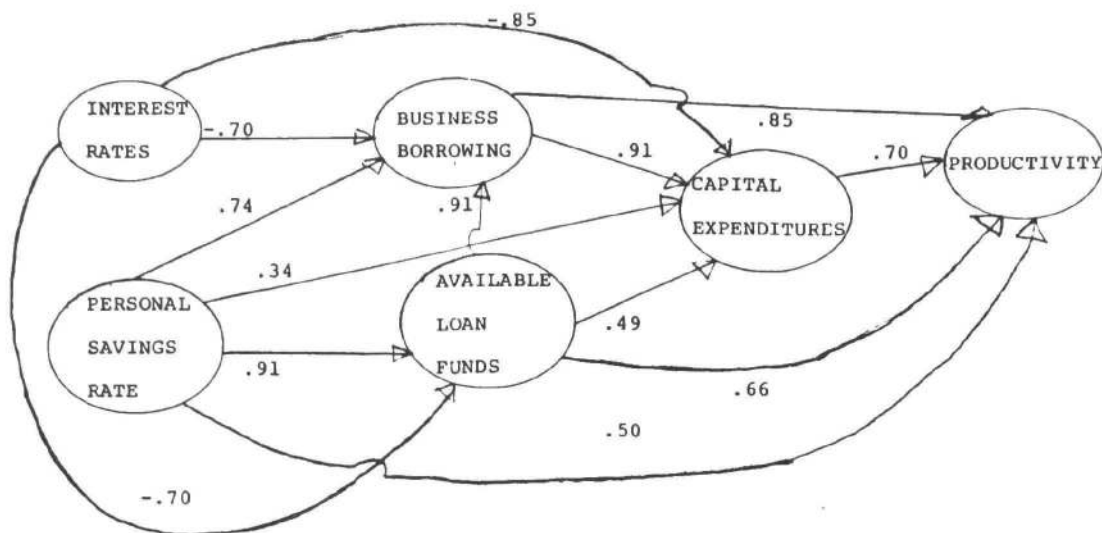 -.85
INTEREST
RATES
-.70
BUSINESS
BORROWING
.85
.91
CAPITAL
EXPENDITURES
.70
PRODUCTIVITY
.74
.91
.34
PERSONAL
SAVINGS
RATE
AVAILABLE
LOAN
FUNDS
.49
.91
.66
.50
-.70